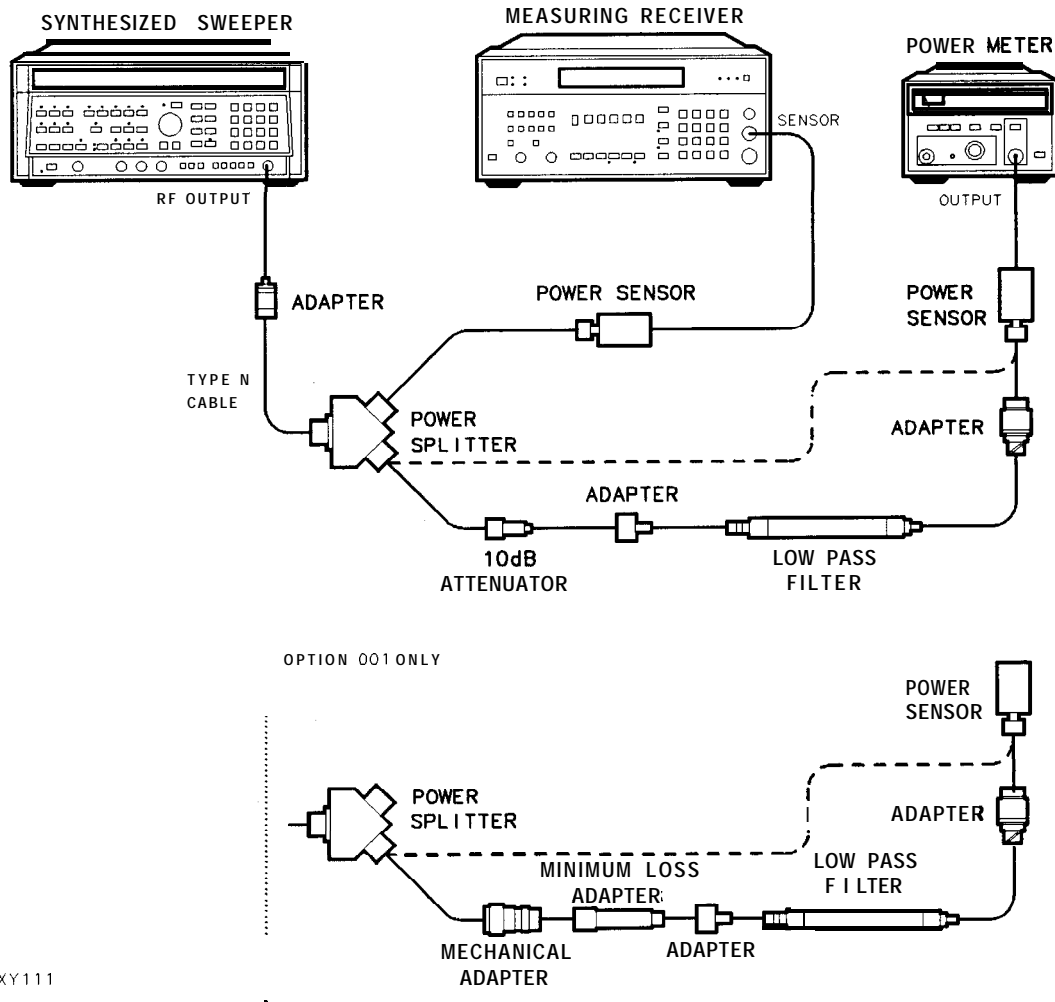 SYNTHESIZED SWEEPER
MEASURING RECEIVER
POWER METER
SENSOR
RF OUTPUT
OUTPUT
ADAPTER
POWER SENSOR
POWER
SENSOR
TYPE N
CABLE
POWER
SPLITTER
ADAPTER
ADAPTER
10dB
ATTENUATOR
LOW PASS
FILTER
OPTION 001 ONLY
POWER
SENSOR
POWER
SPLITTER
ADAPTER
MINIMUM LOSS
ADAPTER
LOW PASS
FILTER
MECHANICAL
ADAPTER
ADAPTER
XY111